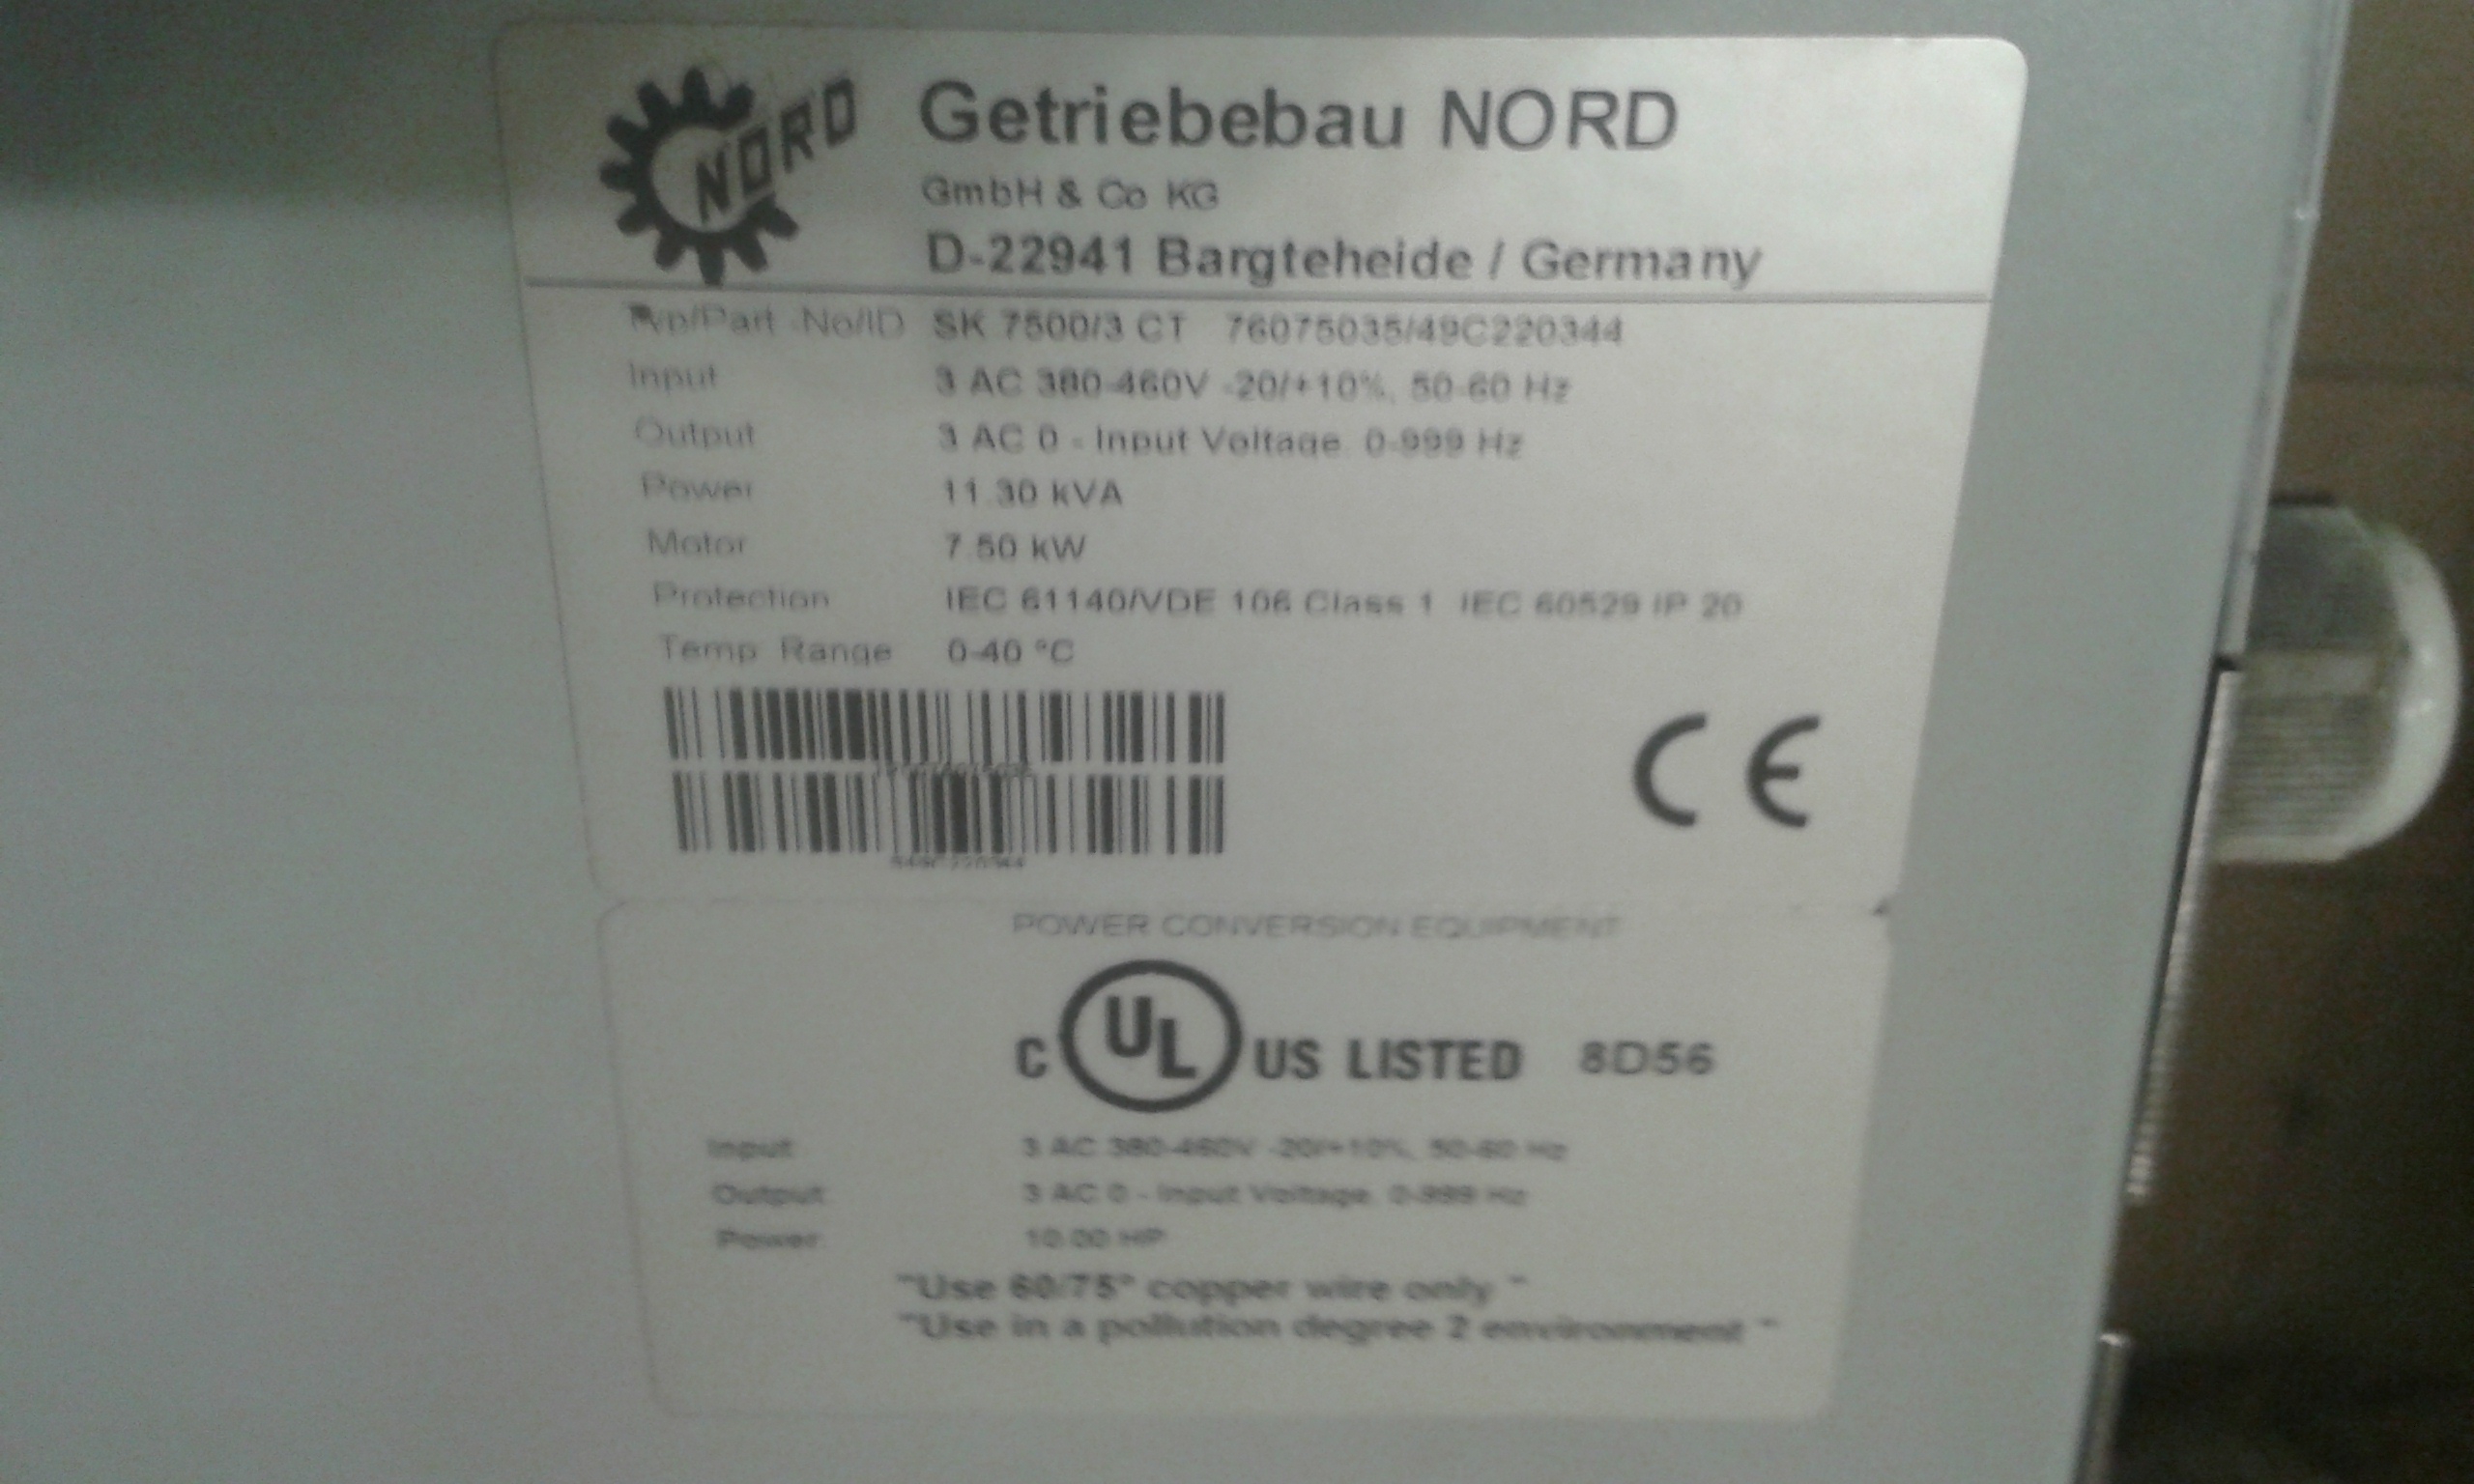 NORD
Getriebebau NORD
GmbH & Co KG
D-22941 Bargteheide / Germany
Typ/Part -No/ID SK 7500/3 CT 76075035/49C220344
Input 3 AC 380-460V -20/+10%, 50-60 Hz
Output 3 AC 0 - Input Voltage, 0-999 Hz
Power 11.30 kVA
Motor 7.50 kW
Protection IEC 61140/VDE 106 Class 1 IEC 60529 IP 20
Temp Range 0-40 °C
CE
POWER CONVERSION EQUIPMENT
C UL US LISTED 8D56
Input 3 AC 380-460V -20/+10%, 50-60 Hz
Output 3 AC 0 - Input Voltage, 0-999 Hz
Power 10.00 HP
"Use 60/75° copper wire only "
"Use in a pollution degree 2 environment "